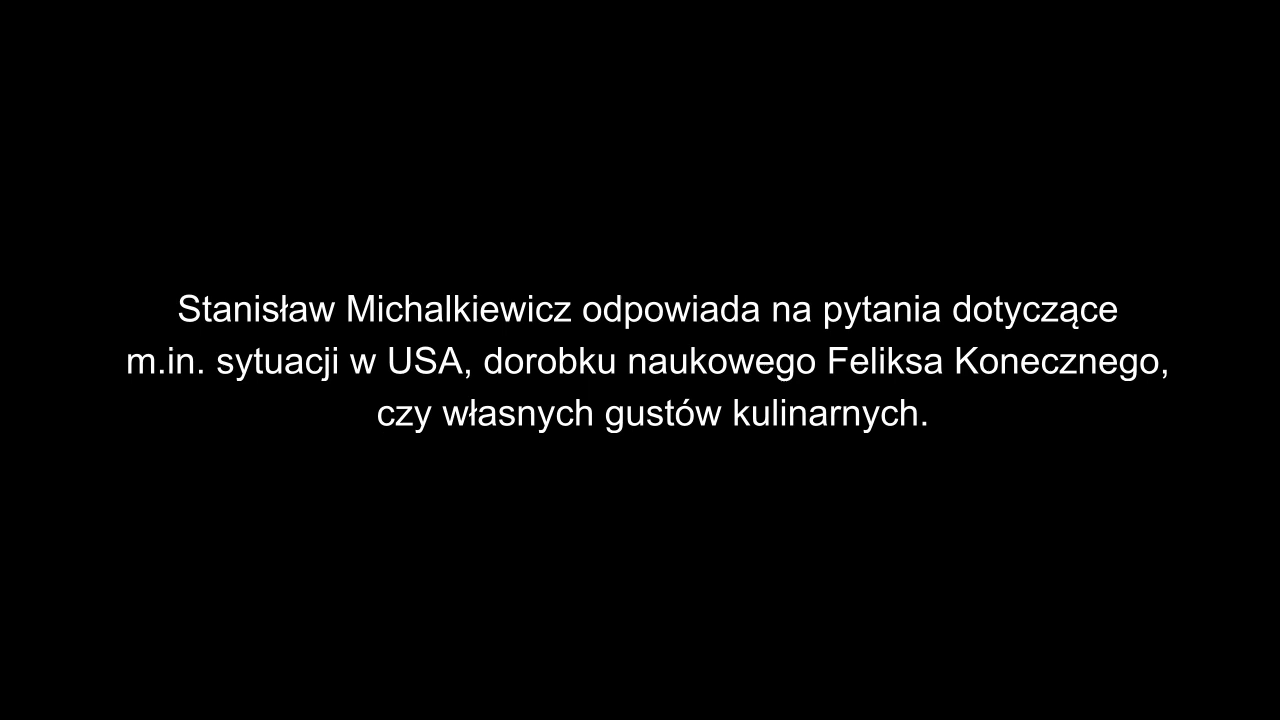 Stanisław Michalkiewicz odpowiada na pytania dotyczące
m.in. sytuacji w USA, dorobku naukowego Feliksa Konecznego,
czy własnych gustów kulinarnych.